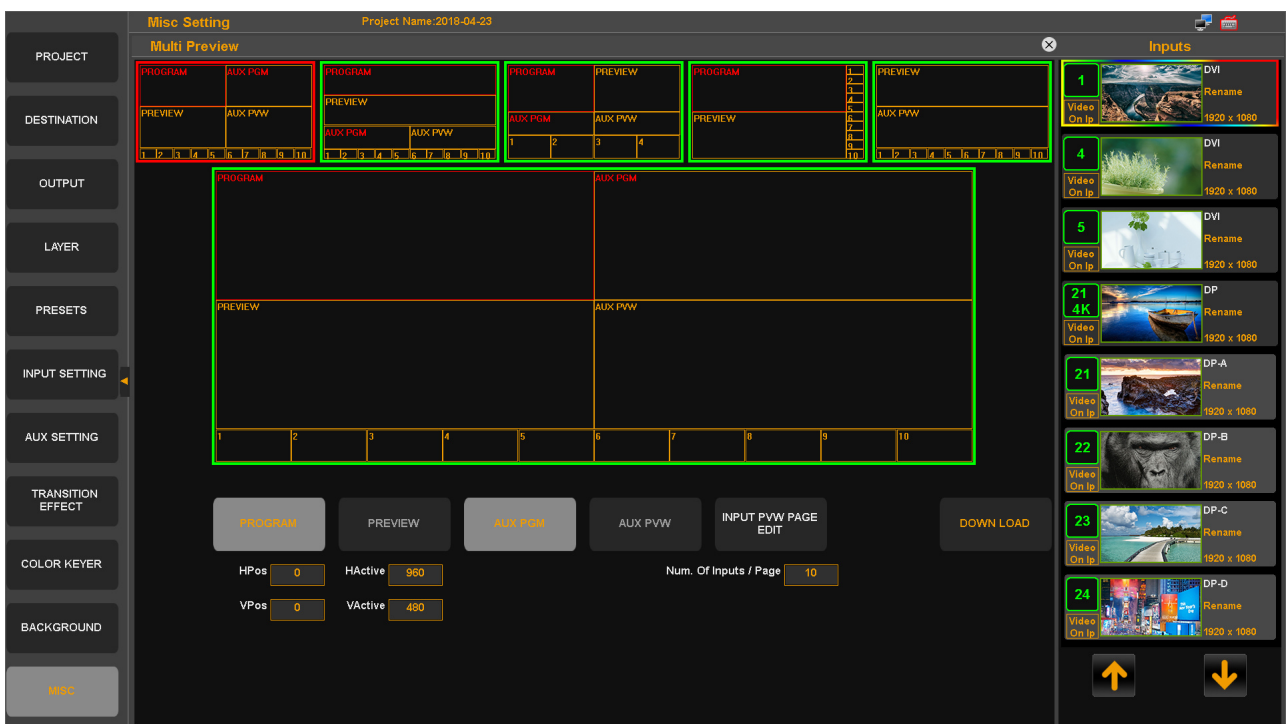 Misc Setting
Project Name:2018-04-23
Multi Preview
Inputs
PROJECT
DESTINATION
OUTPUT
LAYER
PRESETS
INPUT SETTING
AUX SETTING
TRANSITION
EFFECT
COLOR KEYER
BACKGROUND
MISC
PROGRAM AUX PGM
PREVIEW AUX PVW
1 2 3 4 5 6 7 8 9 10
PROGRAM
PREVIEW
AUX PGM AUX PVW
1 2 3 4 5 6 7 8 9 10
PROGRAM PREVIEW
AUX PGM AUX PVW
1 2 3 4
PROGRAM
PREVIEW
1
2
3
4
5
6
7
8
9
10
PREVIEW
AUX PVW
1 2 3 4 5 6 7 8 9 10
PROGRAM AUX PGM
PREVIEW AUX PVW
1 2 3 4 5 6 7 8 9 10
PROGRAM
PREVIEW
AUX PGM
AUX PVW
INPUT PVW PAGE
EDIT
DOWN LOAD
HPos 0 HActive 960
Num. Of Inputs / Page 10
VPos 0 VActive 480
1
Video
On Ip
DVI
Rename
1920 x 1080
4
Video
On Ip
DVI
Rename
1920 x 1080
5
Video
On Ip
DVI
Rename
1920 x 1080
21
4K
Video
On Ip
DP
Rename
1920 x 1080
21
Video
On Ip
DP-A
Rename
1920 x 1080
22
Video
On Ip
DP-B
Rename
1920 x 1080
23
Video
On Ip
DP-C
Rename
1920 x 1080
24
Video
On Ip
DP-D
Rename
1920 x 1080